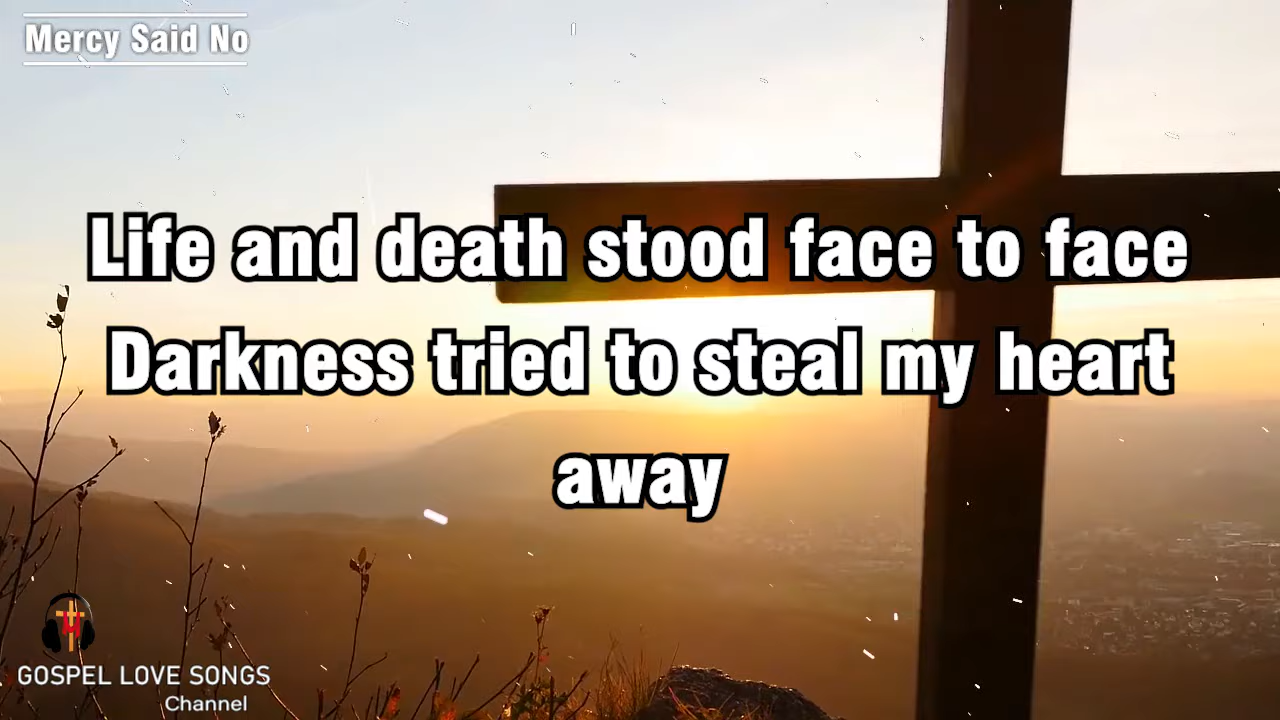 Mercy Said No
Life and death stood face to face
Darkness tried to steal my heart
away
GOSPEL LOVE SONGS
Channel